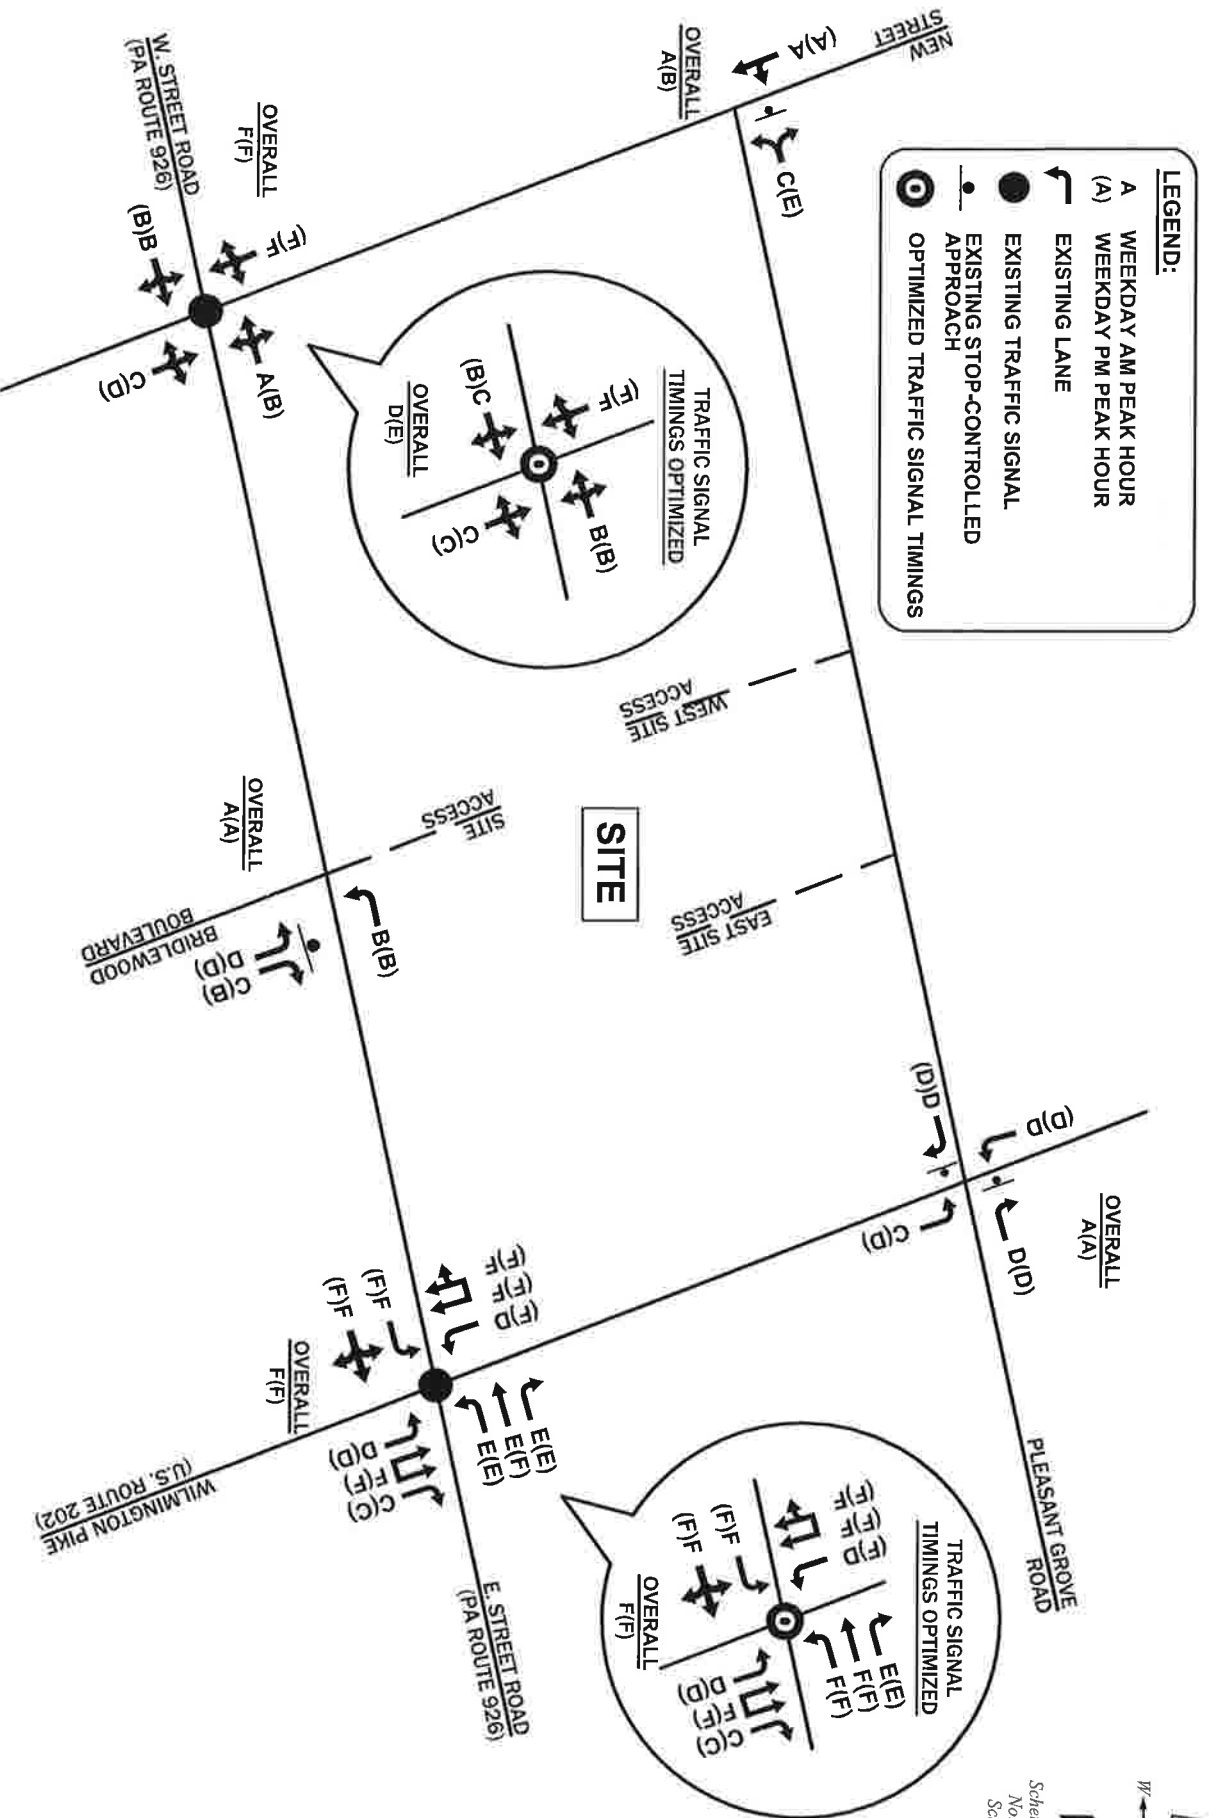 LEGEND:
A WEEKDAY AM PEAK HOUR
(A) WEEKDAY PM PEAK HOUR
EXISTING LANE
EXISTING TRAFFIC SIGNAL
EXISTING STOP-CONTROLLED
APPROACH
OPTIMIZED TRAFFIC SIGNAL TIMINGS
NEW
STREET
(A)A
C(E)
OVERALL
A(B)
W. STREET ROAD
(PA ROUTE 926)
OVERALL
F(F)
(F)F
(B)B
A(B)
C(D)
TRAFFIC SIGNAL
TIMINGS OPTIMIZED
(F)F
B(B)
(B)C
C(C)
OVERALL
D(E)
WEST SITE
ACCESS
SITE
EAST SITE
ACCESS
SITE
ACCESS
OVERALL
A(A)
B(B)
BRIDLEWOOD
BOULEVARD
D(D)
C(B)
OVERALL
A(A)
(D)D
D(D)
(D)D
C(D)
PLEASANT GROVE
ROAD
(F)F
(F)F
(F)D
(F)F
(F)F
E(E)
E(F)
E(E)
D(D)
F(F)
C(C)
OVERALL
F(F)
WILMINGTON PIKE
(U.S. ROUTE 202)
E. STREET ROAD
(PA ROUTE 926)
TRAFFIC SIGNAL
TIMINGS OPTIMIZED
(F)F
(F)F
(F)D
(F)F
(F)F
E(E)
F(F)
F(F)
D(D)
F(F)
C(C)
OVERALL
F(F)
W
No.